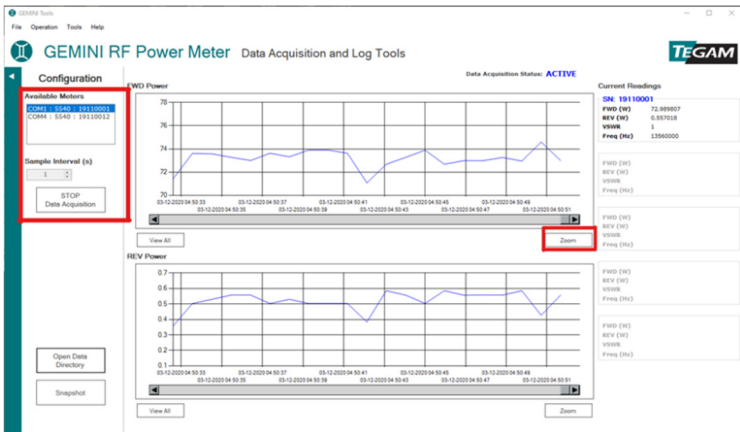 GEMINI Tools
File Operation Tools Help
GEMINI RF Power Meter Data Acquisition and Log Tools
TEGAM
Configuration
Available Meters
COM1 : 5540 : 19110001
COM4 : 5540 : 19110012
Sample Interval (s)
1
STOP
Data Acquisition
Open Data
Directory
Snapshot
Data Acquisition Status: ACTIVE
FWD Power
78
76
74
72
70
03-12-2020 04:50:33 03-12-2020 04:50:37 03-12-2020 04:50:41 03-12-2020 04:50:45 03-12-2020 04:50:49
03-12-2020 04:50:35 03-12-2020 04:50:39 03-12-2020 04:50:43 03-12-2020 04:50:47 03-12-2020 04:50:51
View All
Zoom
REV Power
0.7
0.6
0.5
0.4
0.3
0.2
0.1
03-12-2020 04:50:33 03-12-2020 04:50:37 03-12-2020 04:50:41 03-12-2020 04:50:45 03-12-2020 04:50:49
03-12-2020 04:50:35 03-12-2020 04:50:39 03-12-2020 04:50:43 03-12-2020 04:50:47 03-12-2020 04:50:51
View All
Zoom
Current Readings
SN: 19110001
FWD (W) 72.989807
REV (W) 0.557018
VSWR 1
Freq (Hz) 13560000
FWD (W)
REV (W)
VSWR
Freq (Hz)
FWD (W)
REV (W)
VSWR
Freq (Hz)
FWD (W)
REV (W)
VSWR
Freq (Hz)
FWD (W)
REV (W)
VSWR
Freq (Hz)